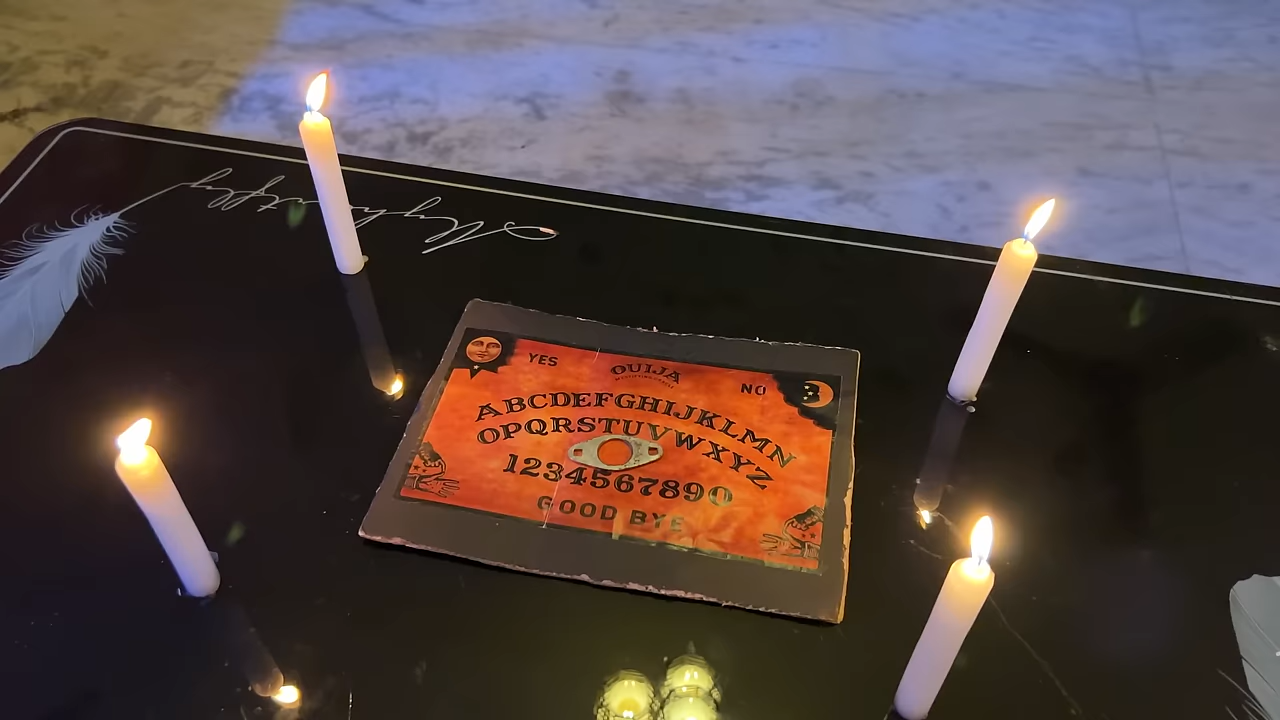 YES
OUIJA
NO
ABCDEFGHIJKLMN
OPQRSTUVWXYZ
1234567890
GOOD BYE